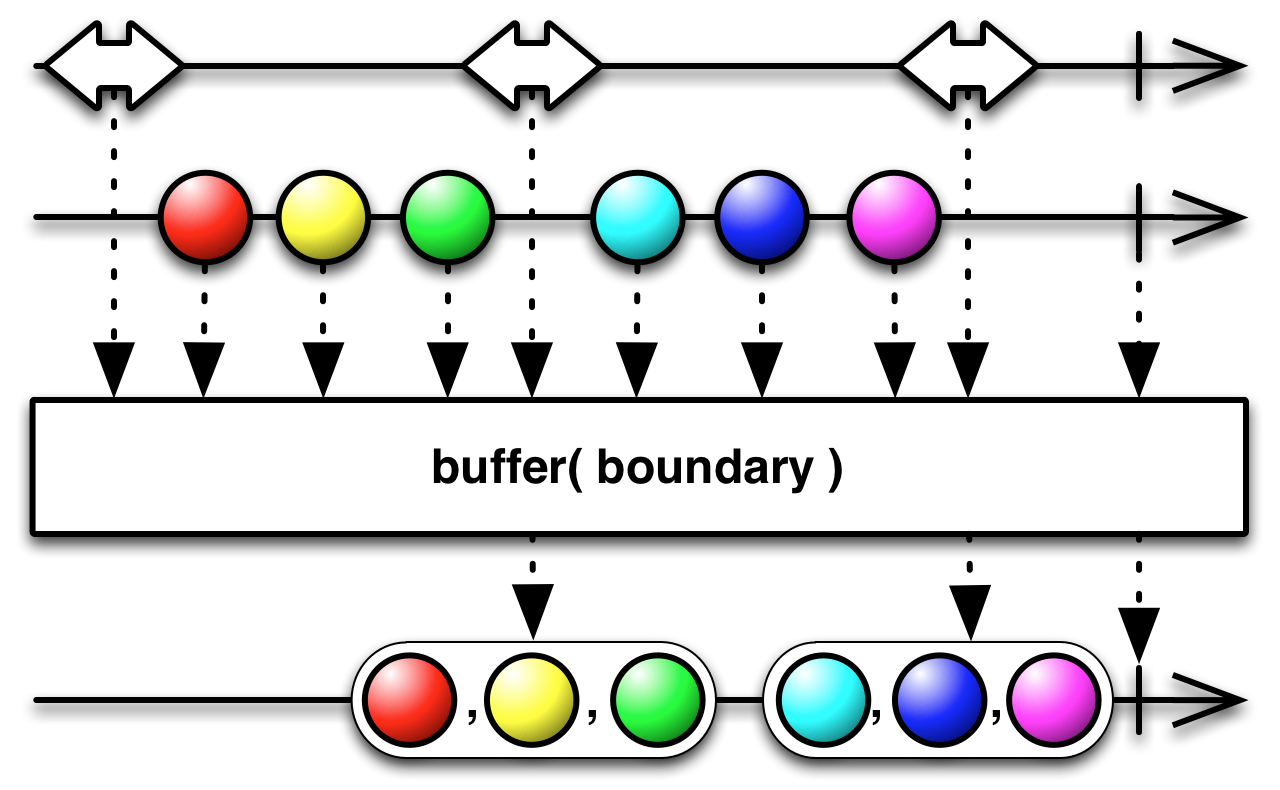 buffer( boundary )
, , , ,